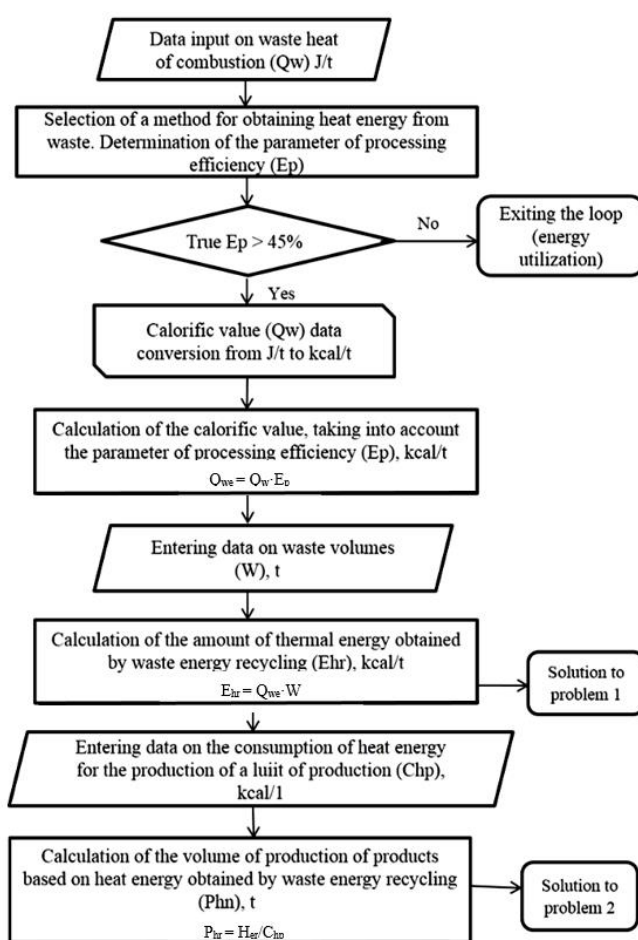 Data input on waste heat
of combustion (Qw) J/t
Selection of a method for obtaining heat energy from
waste. Determination of the parameter of processing
efficiency (Ep)
True Ep > 45%
No
Exiting the loop
(energy
utilization)
Yes
Calorific value (Qw) data
conversion from J/t to kcal/t
Calculation of the calorific value, taking into account
the parameter of processing efficiency (Ep), kcal/t
Qwe = Qw·Ep
Entering data on waste volumes
(W), t
Calculation of the amount of thermal energy obtained
by waste energy recycling (Ehr), kcal/t
Ehr = Qwe·W
Solution to
problem 1
Entering data on the consumption of heat energy
for the production of a luiit of production (Chp),
kcal/1
Calculation of the volume of production of products
based on heat energy obtained by waste energy recycling
(Phn), t
Phr = Her/Chp
Solution to
problem 2